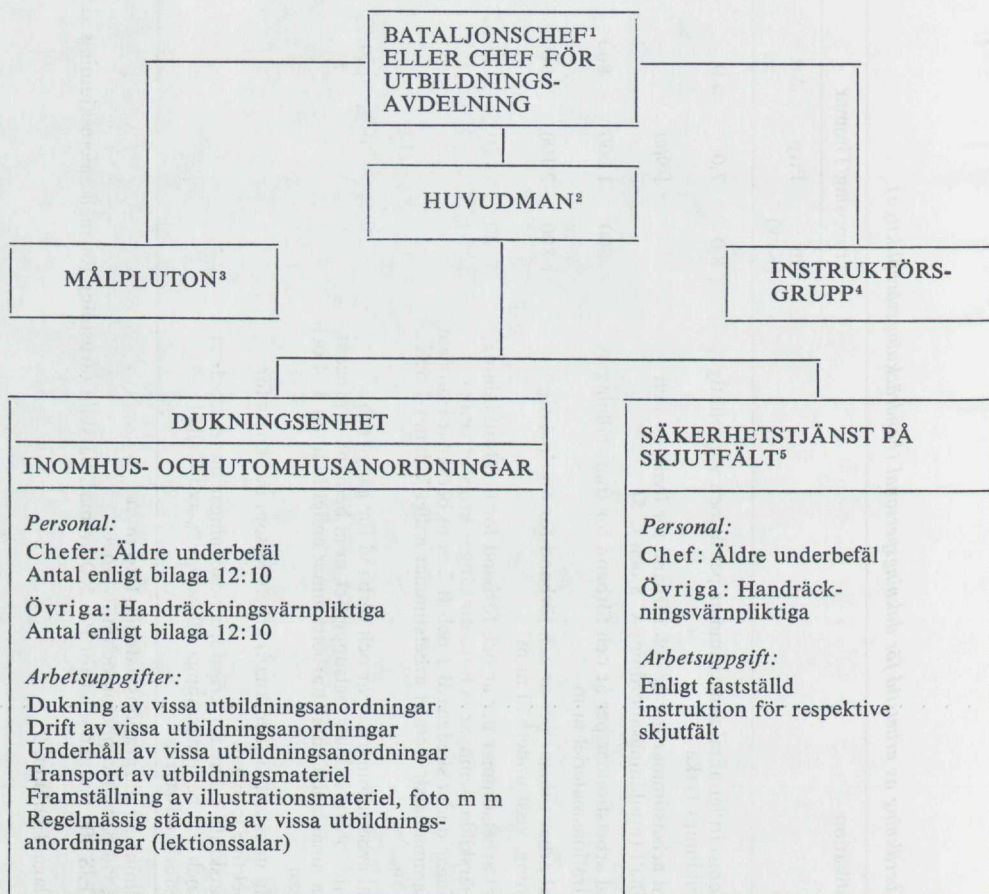 BATALJONSCHEF¹
ELLER CHEF FÖR
UTBILDNINGS-
AVDELNING
HUVUDMAN²
MÅLPLUTON³
INSTRUKTÖRS-
GRUPP⁴
DUKNINGSENHET
INOMHUS- OCH UTOMHUSANORDNINGAR
Personal:
Chefer: Äldre underbefäl
Antal enligt bilaga 12:10
Övriga: Handräckningsvärnpliktiga
Antal enligt bilaga 12:10
Arbetsuppgifter:
Dukning av vissa utbildningsanordningar
Drift av vissa utbildningsanordningar
Underhåll av vissa utbildningsanordningar
Transport av utbildningsmateriel
Framställning av illustrationsmateriel, foto m m
Regelmässig städning av vissa utbildnings-
anordningar (lektionssalar)
SÄKERHETSTJÄNST PÅ
SKJUTFÄLT⁵
Personal:
Chef: Äldre underbefäl
Övriga: Handräck-
ningsvärnpliktiga
Arbetsuppgift:
Enligt fastställd
instruktion för respektive
skjutfält